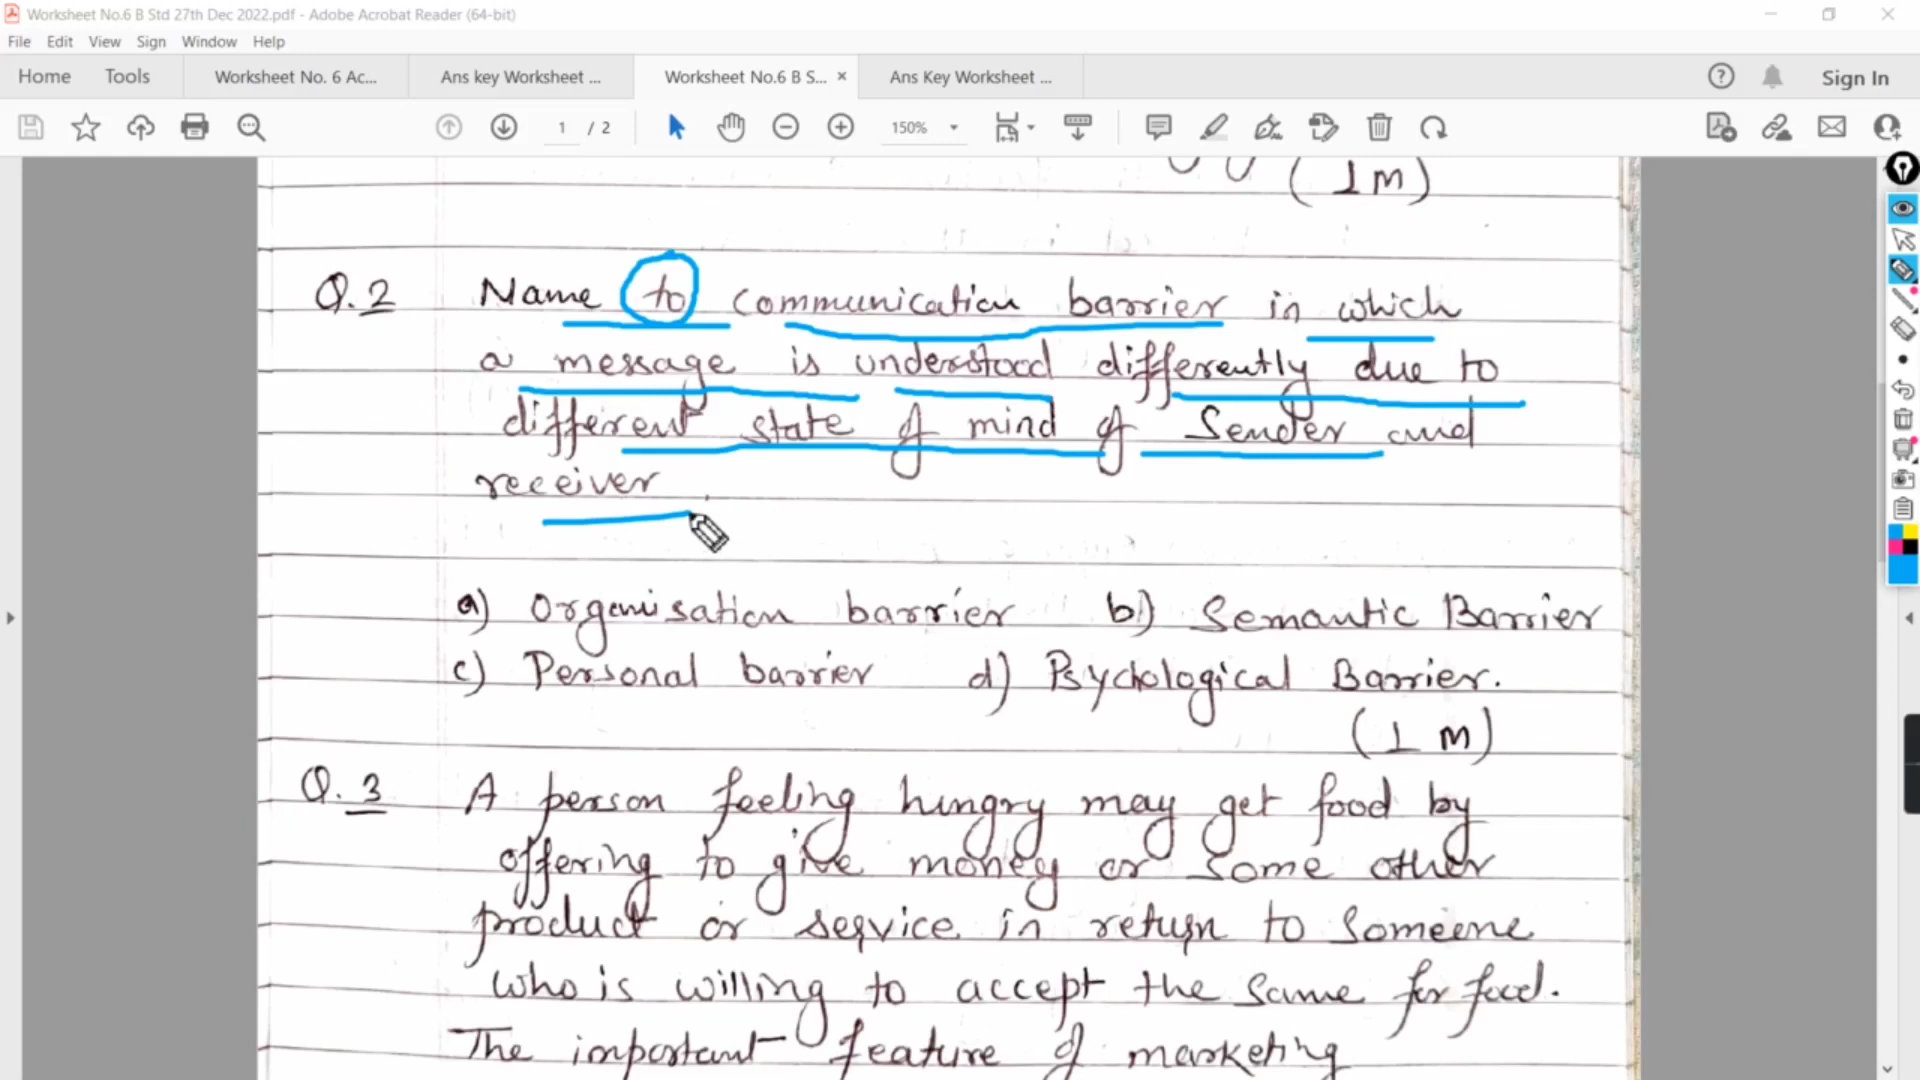 Worksheet No.6 B Std 27th Dec 2022.pdf - Adobe Acrobat Reader (64-bit)
File Edit View Sign Window Help
Home Tools Worksheet No. 6 Ac... Ans key Worksheet ... Worksheet No.6 B S... × Ans Key Worksheet ... Sign In
1 / 2 150%
(1M)
Q.2 Name to communication barrier in which
a message is understood differently due to
different state of mind of Sender and
receiver
a) Organisation barrier b) Semantic Barrier
c) Personal barrier d) Psychological Barrier.
(1 M)
Q.3 A person feeling hungry may get food by
offering to give money or some other
product or service in return to someone
who is willing to accept the same for food.
The important feature of marketing